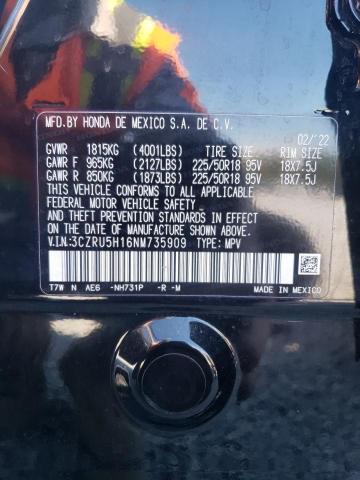 MFD.BY HONDA DE MEXICO S.A. DE C.V.
02/'22
GVWR 1815KG (4001LBS) TIRE SIZE RIM SIZE
GAWR F 965KG (2127LBS) 225/50R18 95V 18X7.5J
GAWR R 850KG (1873LBS) 225/50R18 95V 18X7.5J
THIS VEHICLE CONFORMS TO ALL APPLICABLE
FEDERAL MOTOR VEHICLE SAFETY STANDARDS IN EFFECT
ON THE DATE OF MANUFACTURE SHOWN ABOVE.
V.I.N:3CZRU5H16NM735909 TYPE: MPV
T7W N AE6 -NH731P -R -M MADE IN MEXICO